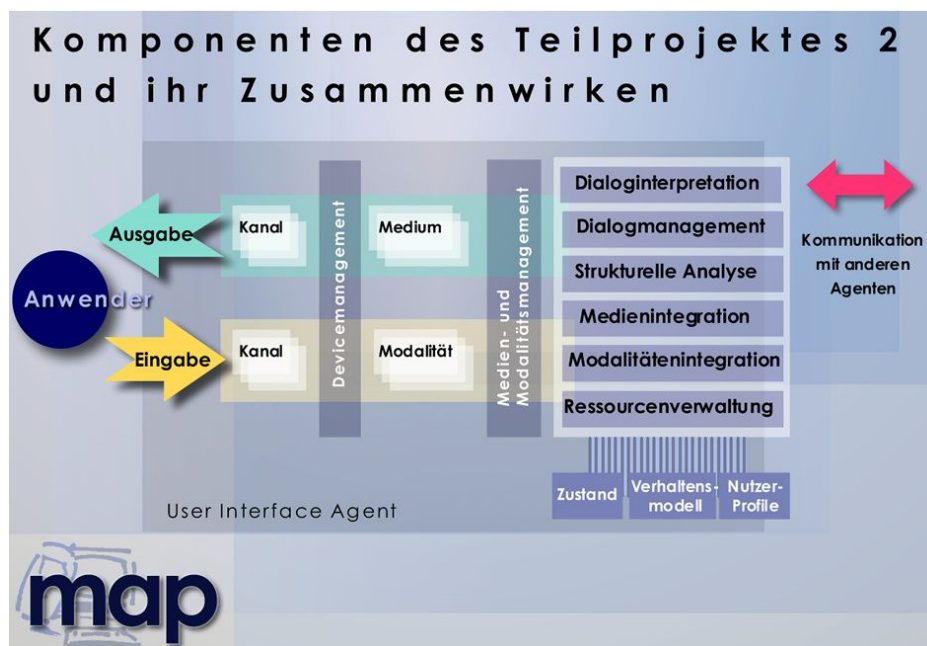 Komponenten des Teilprojektes 2
und ihr Zusammenwirken
Ausgabe
Kanal
Devicemanagement
Medium
Medien- und
Modalitätsmanagement
Dialoginterpretation
Dialogmanagement
Strukturelle Analyse
Medienintegration
Modalitätenintegration
Ressourcenverwaltung
Kommunikation
mit anderen
Agenten
Anwender
Eingabe
Kanal
Modalität
Zustand
Verhaltens-
modell
Nutzer-
Profile
User Interface Agent
map